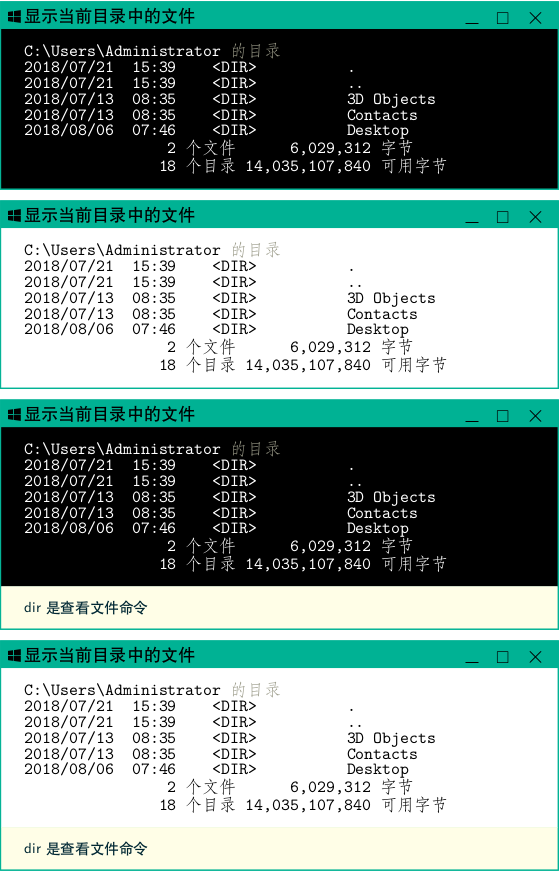 显示当前目录中的文件
C:\Users\Administrator 的目录
2018/07/21  15:39    <DIR>          .
2018/07/21  15:39    <DIR>          ..
2018/07/13  08:35    <DIR>          3D Objects
2018/07/13  08:35    <DIR>          Contacts
2018/08/06  07:46    <DIR>          Desktop
2 个文件      6,029,312 字节
18 个目录 14,035,107,840 可用字节
显示当前目录中的文件
C:\Users\Administrator 的目录
2018/07/21  15:39    <DIR>          .
2018/07/21  15:39    <DIR>          ..
2018/07/13  08:35    <DIR>          3D Objects
2018/07/13  08:35    <DIR>          Contacts
2018/08/06  07:46    <DIR>          Desktop
2 个文件      6,029,312 字节
18 个目录 14,035,107,840 可用字节
显示当前目录中的文件
C:\Users\Administrator 的目录
2018/07/21  15:39    <DIR>          .
2018/07/21  15:39    <DIR>          ..
2018/07/13  08:35    <DIR>          3D Objects
2018/07/13  08:35    <DIR>          Contacts
2018/08/06  07:46    <DIR>          Desktop
2 个文件      6,029,312 字节
18 个目录 14,035,107,840 可用字节
dir 是查看文件命令
显示当前目录中的文件
C:\Users\Administrator 的目录
2018/07/21  15:39    <DIR>          .
2018/07/21  15:39    <DIR>          ..
2018/07/13  08:35    <DIR>          3D Objects
2018/07/13  08:35    <DIR>          Contacts
2018/08/06  07:46    <DIR>          Desktop
2 个文件      6,029,312 字节
18 个目录 14,035,107,840 可用字节
dir 是查看文件命令